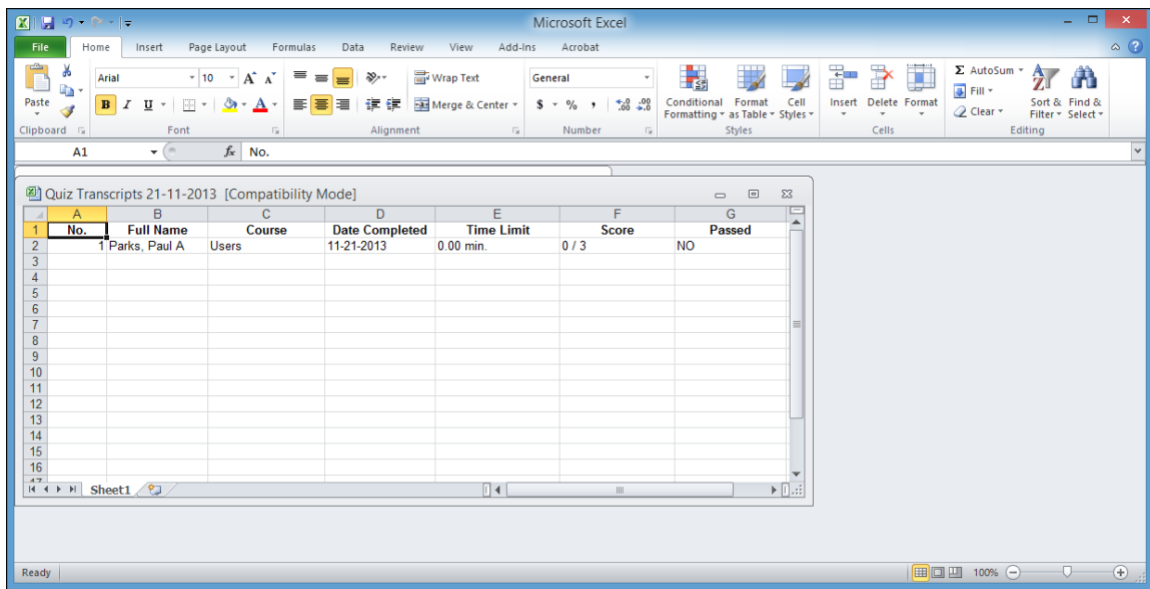 Microsoft Excel
File Home Insert Page Layout Formulas Data Review View Add-Ins Acrobat
Paste
Arial 10 A A
B I U A
Wrap Text
Merge & Center
General
$ % , .00 .0
Conditional Formatting
Format as Table
Cell Styles
Insert Delete Format
Σ AutoSum
Fill
Clear
Sort & Filter
Find & Select
Clipboard Font Alignment Number Styles Cells Editing
A1 fx No.
Quiz Transcripts 21-11-2013 [Compatibility Mode]
A B C D E F G
1 No. Full Name Course Date Completed Time Limit Score Passed
2 1 Parks, Paul A Users 11-21-2013 0.00 min. 0 / 3 NO
3
4
5
6
7
8
9
10
11
12
13
14
15
16
17
Sheet1
Ready 100%